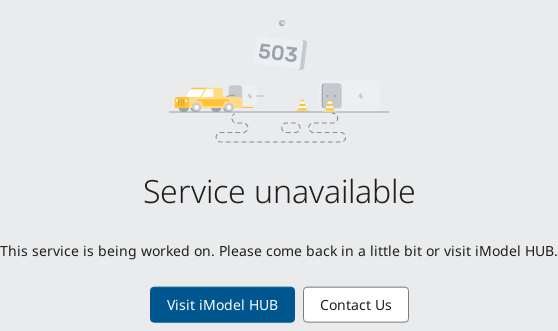 503
Service unavailable
This service is being worked on. Please come back in a little bit or visit iModel HUB.
Visit iModel HUB
Contact Us